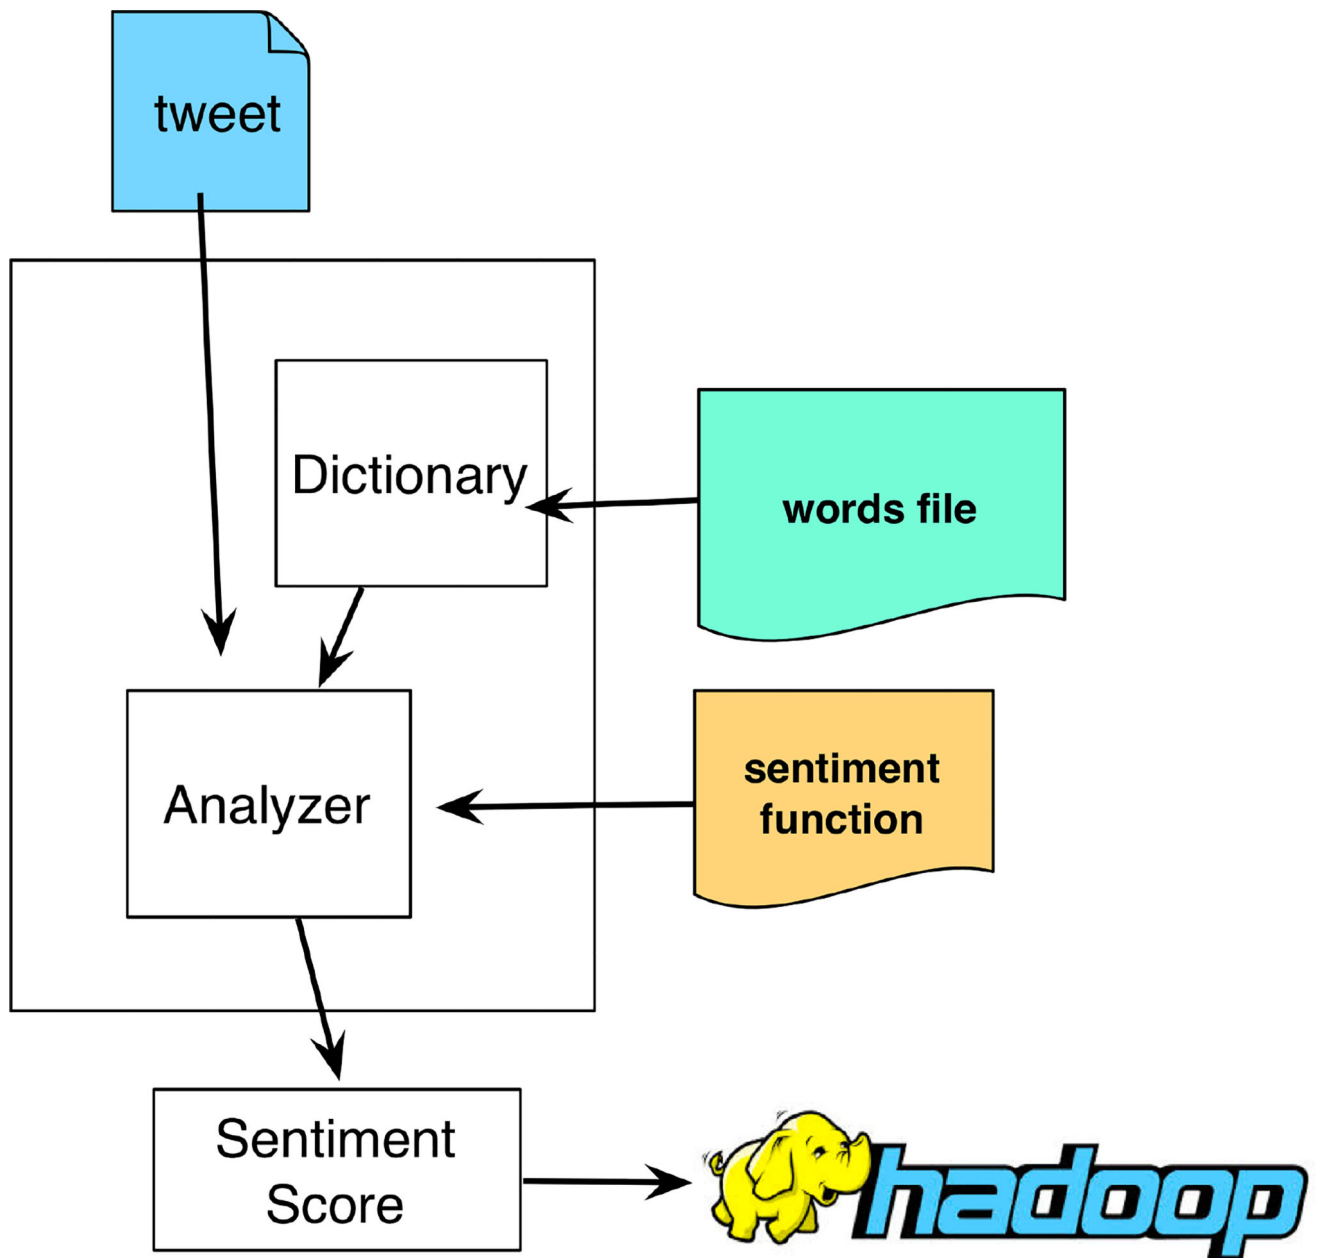 tweet
Dictionary
words file
Analyzer
sentiment
function
Sentiment
Score
hadoop